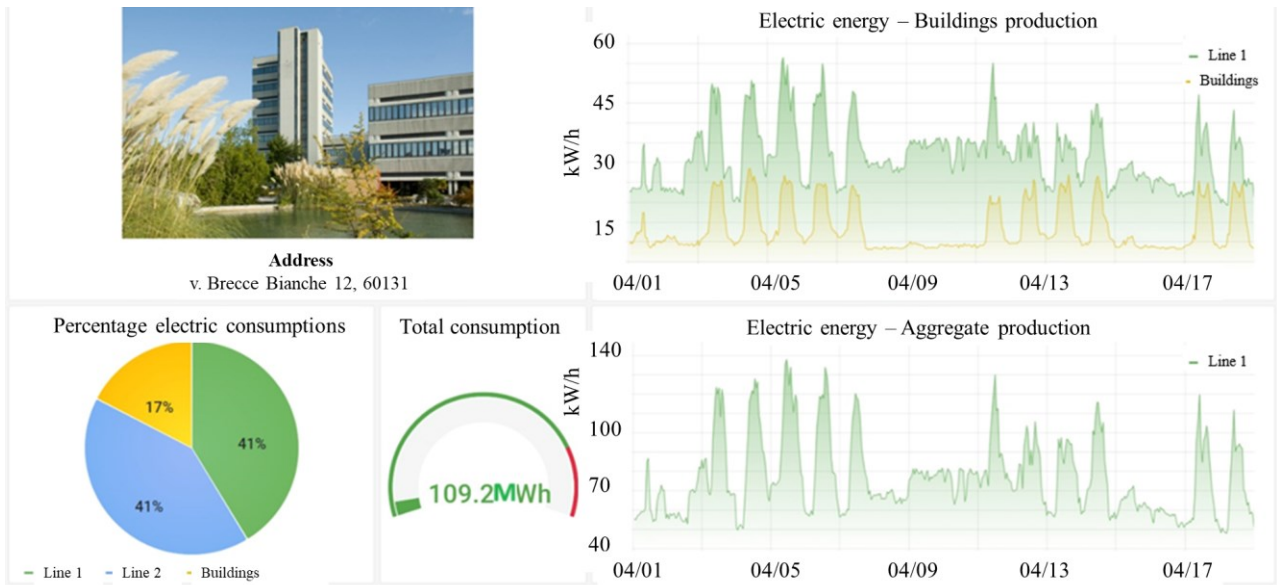 Address
v. Brecce Bianche 12, 60131
Electric energy – Buildings production
60
45
30
15
kW/h
Line 1
Buildings
04/01 04/05 04/09 04/13 04/17
Percentage electric consumptions
17%
41%
41%
Line 1 Line 2 Buildings
Total consumption
109.2MWh
Electric energy – Aggregate production
140
100
70
40
kW/h
Line 1
04/01 04/05 04/09 04/13 04/17